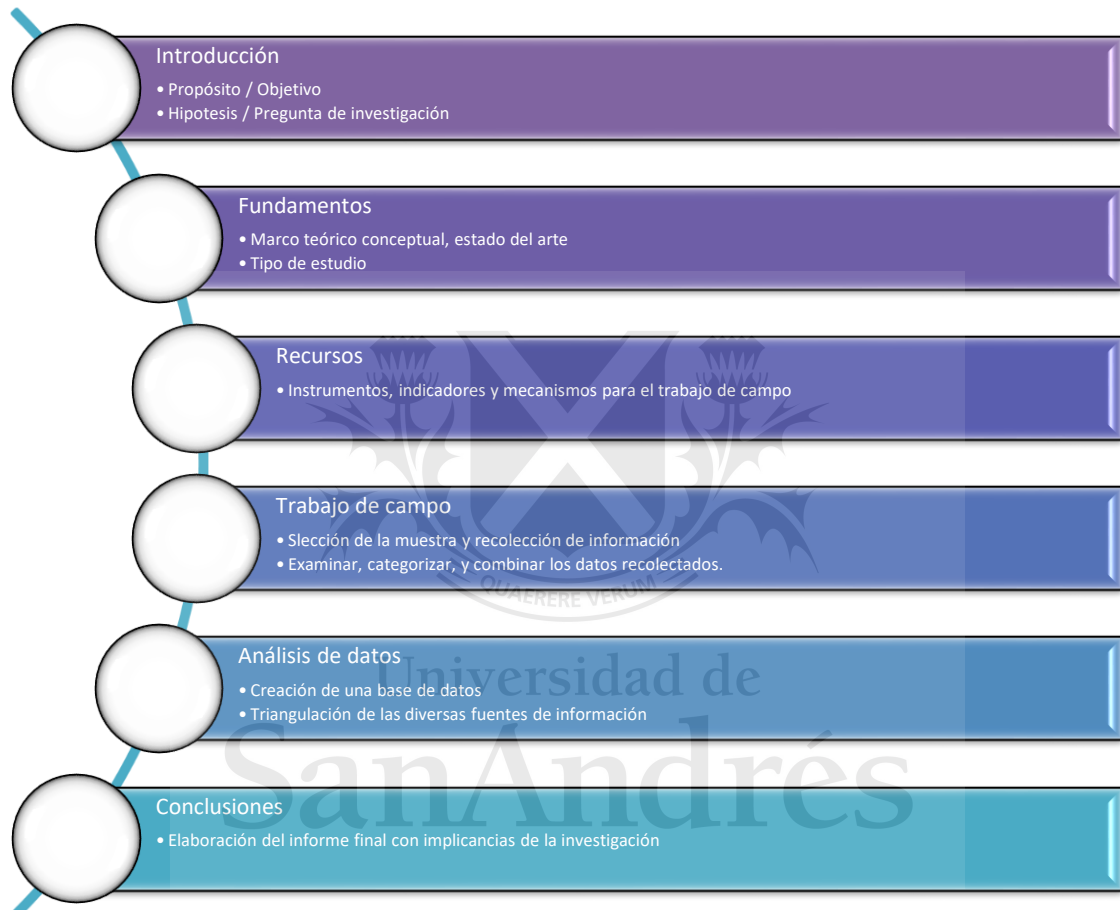 Introducción
• Propósito / Objetivo
• Hipotesis / Pregunta de investigación
Fundamentos
• Marco teórico conceptual, estado del arte
• Tipo de estudio
Recursos
• Instrumentos, indicadores y mecanismos para el trabajo de campo
Trabajo de campo
• Slección de la muestra y recolección de información
• Examinar, categorizar, y combinar los datos recolectados.
QUAERERE VERUM
Análisis de datos
• Creación de una base de datos
• Triangulación de las diversas fuentes de información
Universidad de
SanAndrés
Conclusiones
• Elaboración del informe final con implicancias de la investigación